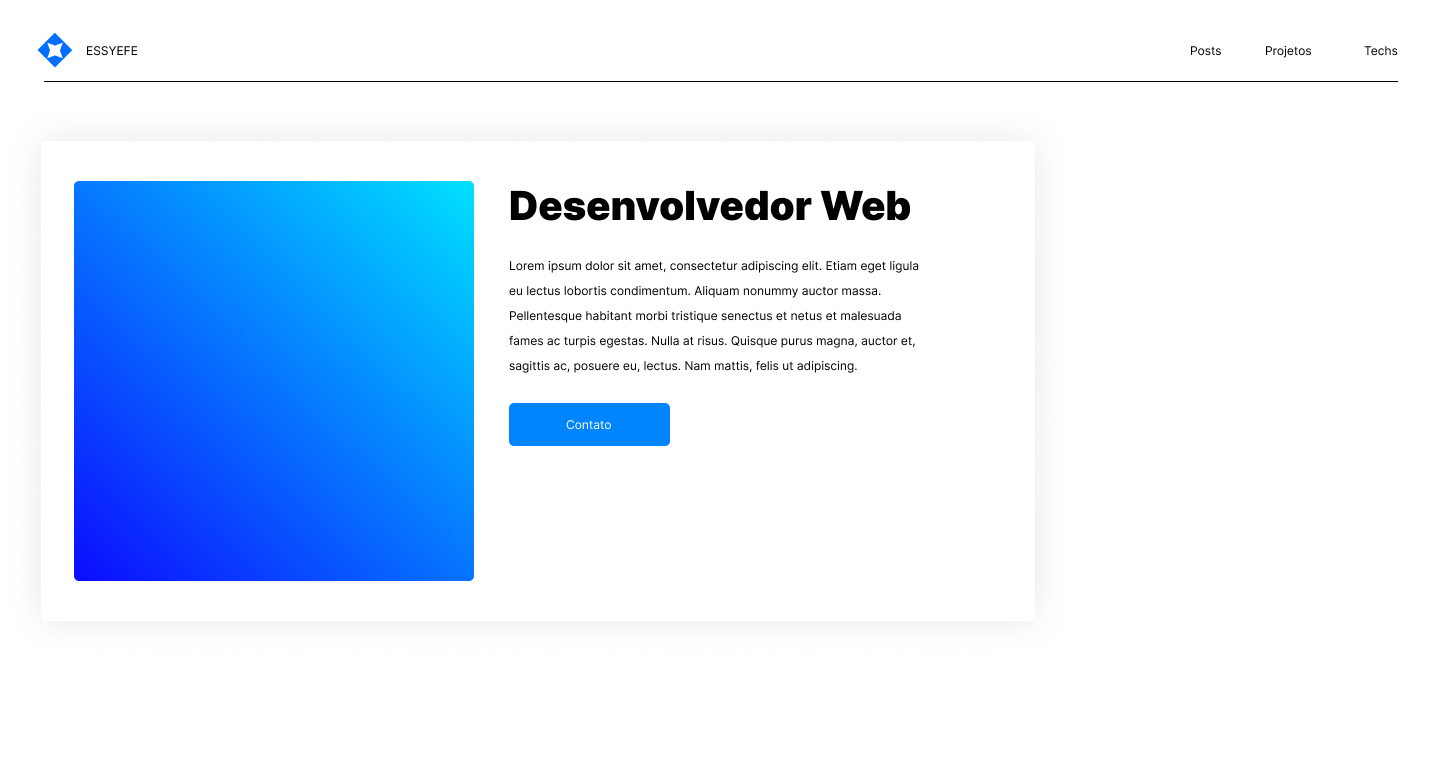 ESSYEFE
Posts
Projetos
Techs
Desenvolvedor Web
Lorem ipsum dolor sit amet, consectetur adipiscing elit. Etiam eget ligula
eu lectus lobortis condimentum. Aliquam nonummy auctor massa.
Pellentesque habitant morbi tristique senectus et netus et malesuada
fames ac turpis egestas. Nulla at risus. Quisque purus magna, auctor et,
sagittis ac, posuere eu, lectus. Nam mattis, felis ut adipiscing.
Contato